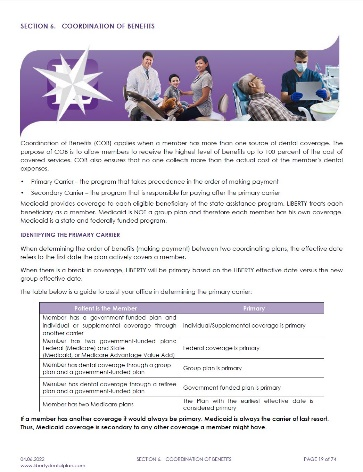 SECTION 6. COORDINATION OF BENEFITS
Coordination of Benefits (COB) applies when a member has more than one source of dental coverage. The
purpose of COB is to allow members to receive the highest level of benefits up to 100 percent of the cost of
covered services. COB also ensures that no one collects more than the actual cost of the member's dental
expenses.
• Primary Carrier - the program that takes precedence in the order of making payment
• Secondary Carrier - the program that is responsible for paying after the primary carrier
Medicaid provides coverage to each eligible beneficiary of the state assistance program. LIBERTY treats each
beneficiary as a member. Medicaid is NOT a group plan and therefore each member has his own coverage.
Medicaid is a state and federally funded program.
IDENTIFYING THE PRIMARY CARRIER
When determining the order of benefits (making payment) between two coordinating plans, the effective date
refers to the first date the plan actively covers a member.
When there is a break in coverage, LIBERTY will be primary based on the LIBERTY effective date versus the new
group effective date.
The table below is a guide to assist your office in determining the primary carrier.
Patient is the Member Primary
Member has a government-funded plan and
individual or supplemental coverage through
another carrier
Individual/Supplemental coverage is primary
Member has two government-funded plans:
Federal (Medicare) and State
(Medicaid, or Medicare Advantage Value Add)
Federal coverage is primary
Member has dental coverage through a group
plan and a government-funded plan
Group plan is primary
Member has dental coverage through a retiree
plan and a government-funded plan
Government funded plan is primary
Member has two Medicaid plans
The Plan with the earliest effective date is
considered primary
If a member has another coverage it would always be primary. Medicaid is always the carrier of last resort.
Thus, Medicaid coverage is secondary to any other coverage a member might have.
SECTION 6. COORDINATION OF BENEFITS
PAGE 19 of 74
www.libertydentalplan.com